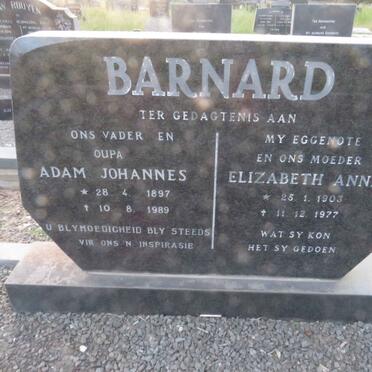 BARNARD
TER GEDAGTENIS AAN
ONS VADER EN
OUPA
ADAM JOHANNES
* 28. 4. 1897
† 10. 8. 1989
U BLYMOEDIGHEID BLY STEEDS
VIR ONS 'N INSPIRASIE
MY EGGENOTE
EN ONS MOEDER
ELIZABETH ANN
* 25. 1. 1903
† 11. 12. 1977
WAT SY KON
HET SY GEDOEN